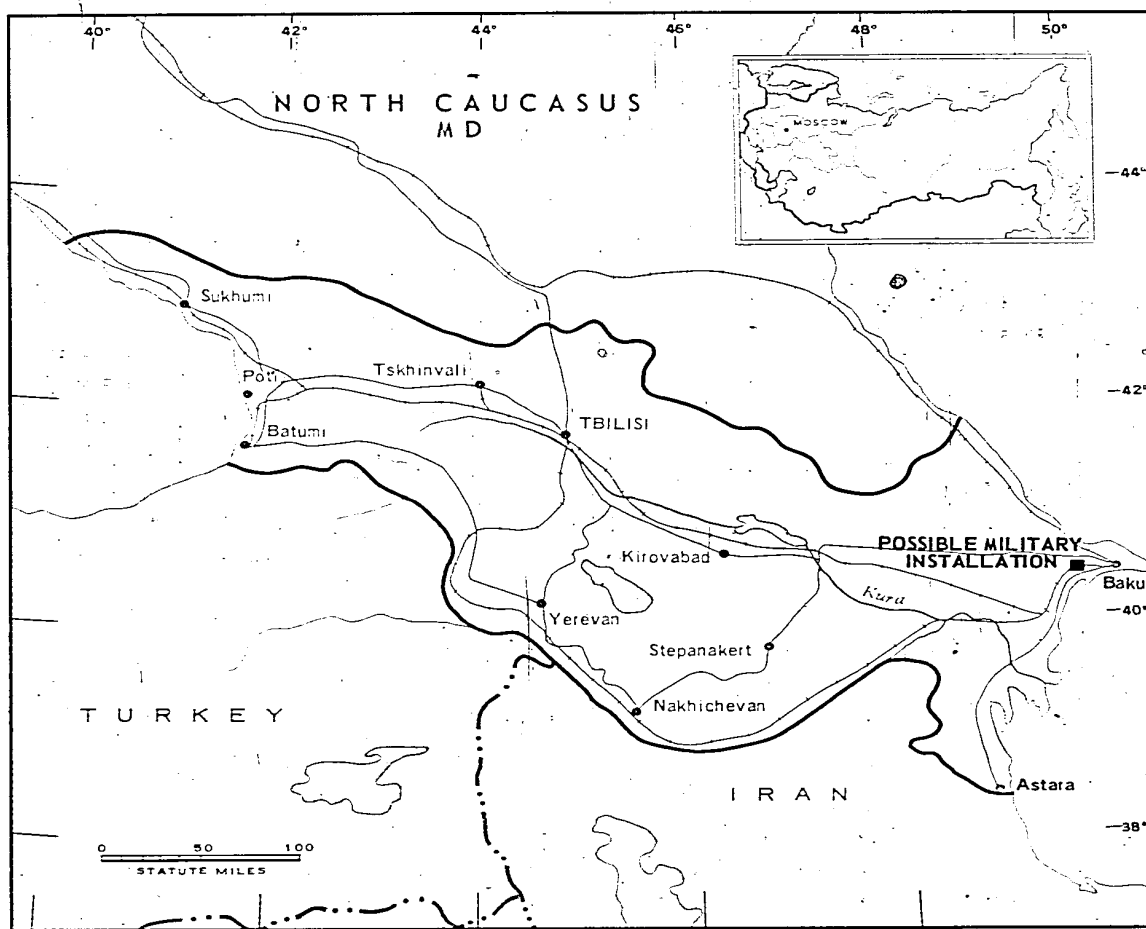 40°
42°
44°
46°
48°
50°
NORTH CAUCASUS
MD
MOSCOW
—44°
Sukhumi
Poti
Tskhinvali
—42°
TBILISI
Batumi
POSSIBLE MILITARY
INSTALLATION
Kirovabad
Baku
Kura
Yerevan
—40°
Stepanakert
Nakhichevan
TURKEY
IRAN
Astara
—38°
0 50 100
STATUTE MILES